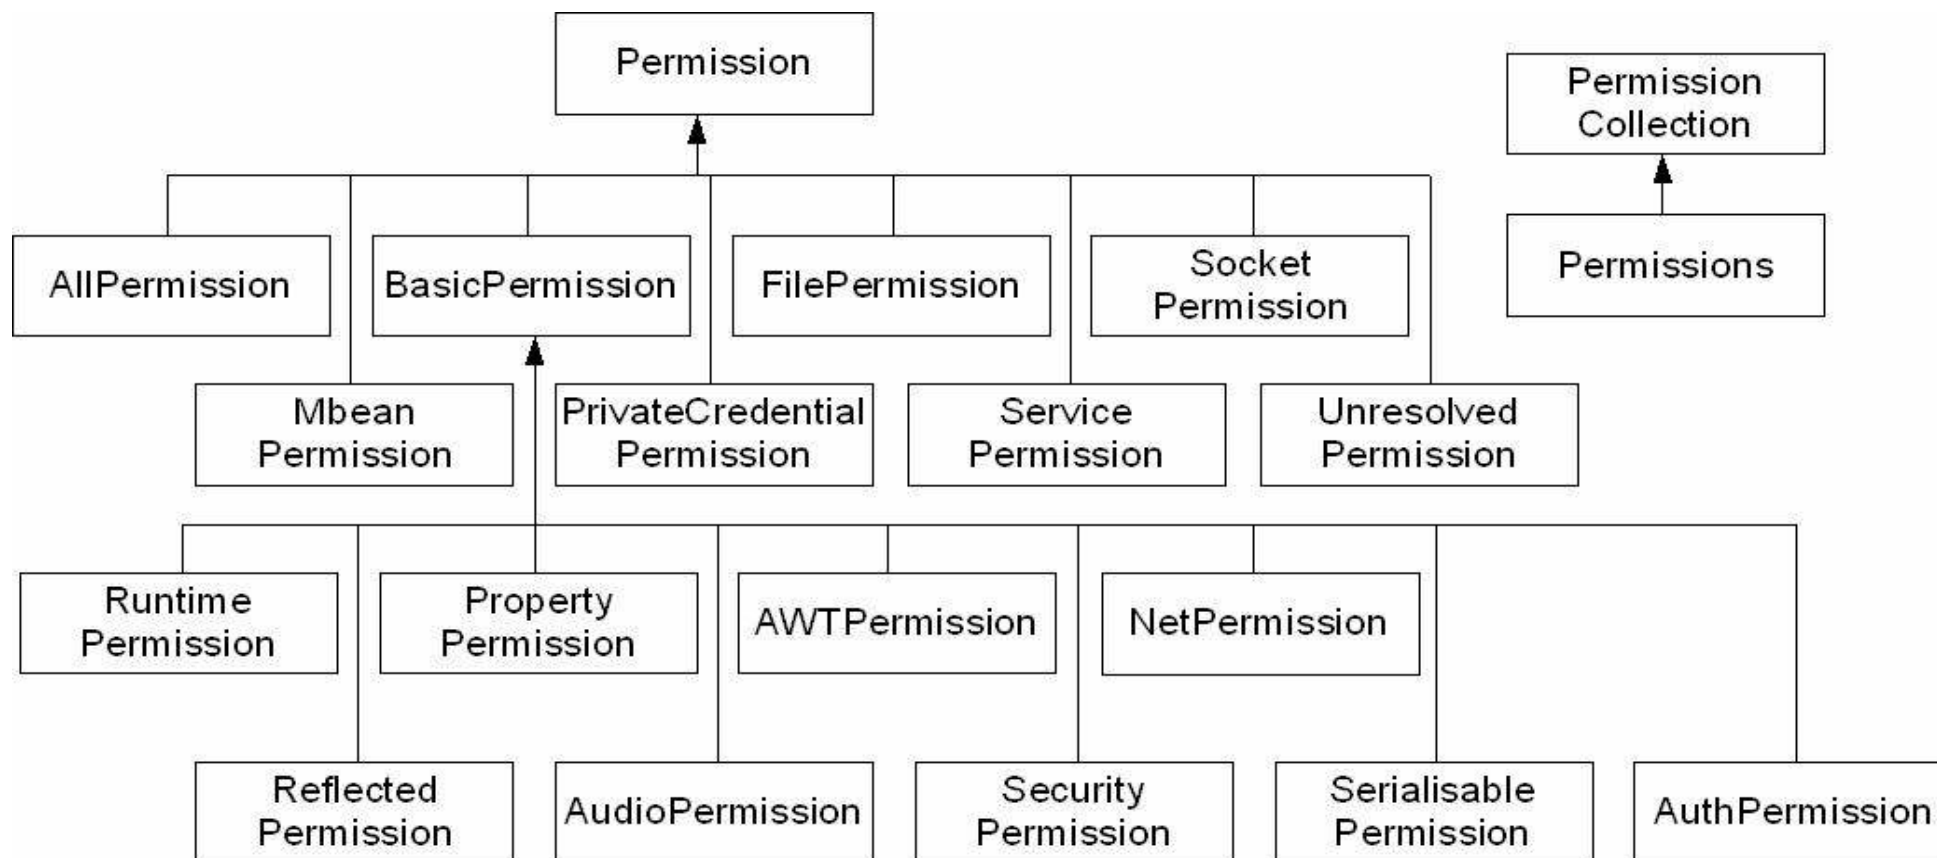 Permission
Permission
Collection
AllPermission
BasicPermission
FilePermission
Socket
Permission
Permissions
Mbean
Permission
PrivateCredential
Permission
Service
Permission
Unresolved
Permission
Runtime
Permission
Property
Permission
AWTPermission
NetPermission
Reflected
Permission
AudioPermission
Security
Permission
Serialisable
Permission
AuthPermission